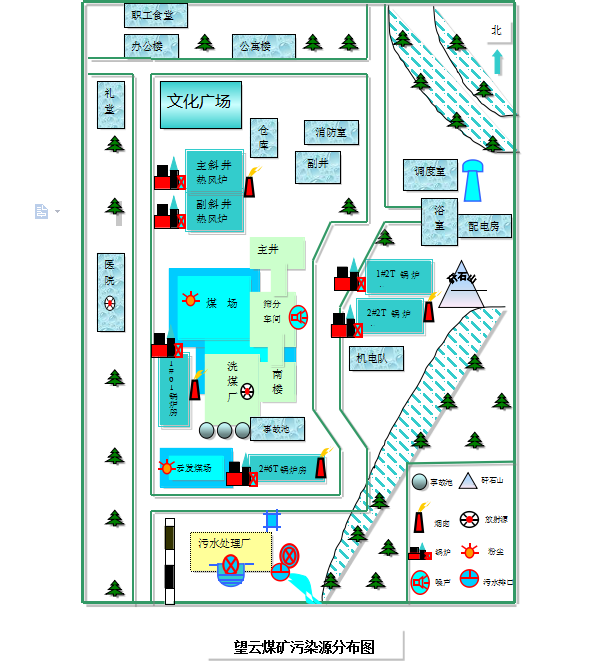 职工食堂
办公楼
公寓楼
北
礼堂
文化广场
仓库
消防室
副井
主斜井
热风炉
副斜井
热风炉
调度室
浴室
配电房
医院
主井
煤场
筛分
车间
1#2T 锅炉
2#2T 锅炉
矸石山
机电队
洗煤厂
南楼
事故池
云发煤场
2#6T 锅炉房
污水处理厂
事故池
矸石山
烟囱
放射源
锅炉
粉尘
噪声
污水排口
望云煤矿污染源分布图